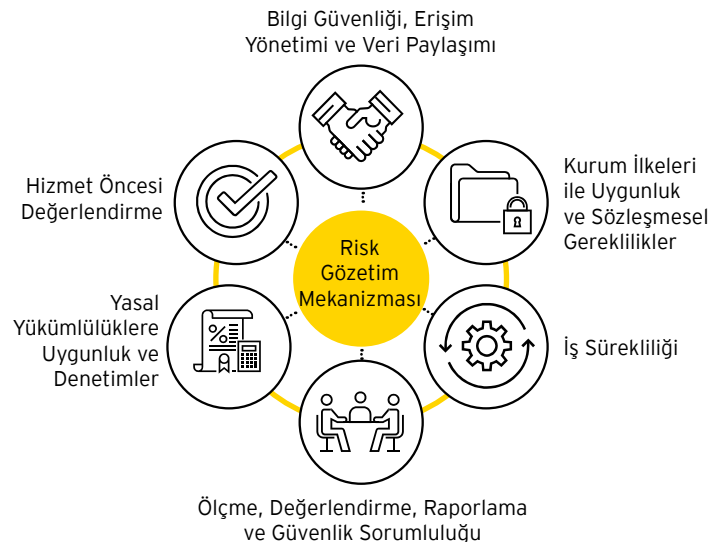 Bilgi Güvenliği, Erişim
Yönetimi ve Veri Paylaşımı
Kurum İlkeleri
ile Uygunluk
ve Sözleşmesel
Gereklilikler
Hizmet Öncesi
Değerlendirme
Risk
Gözetim
Mekanizması
Yasal
Yükümlülüklere
Uygunluk ve
Denetimler
İş Sürekliliği
Ölçme, Değerlendirme, Raporlama
ve Güvenlik Sorumluluğu